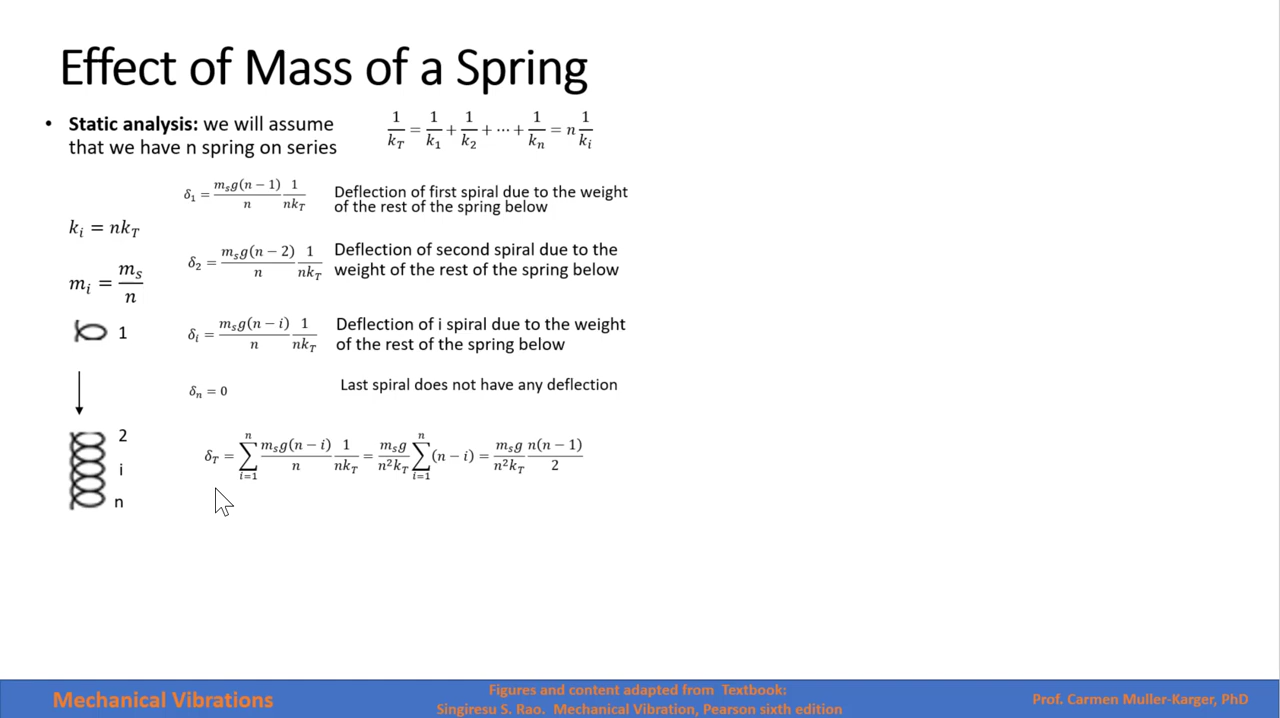 Effect of Mass of a Spring
• Static analysis: we will assume
that we have n spring on series
1/k_T = 1/k_1 + 1/k_2 + ⋯ + 1/k_n = n 1/k_i
δ_1 = m_s g(n − 1)/n 1/(nk_T)
Deflection of first spiral due to the weight
of the rest of the spring below
k_i = nk_T
δ_2 = m_s g(n − 2)/n 1/(nk_T)
Deflection of second spiral due to the
weight of the rest of the spring below
m_i = m_s/n
1
δ_i = m_s g(n − i)/n 1/(nk_T)
Deflection of i spiral due to the weight
of the rest of the spring below
δ_n = 0
Last spiral does not have any deflection
2
i
n
δ_T = ∑_{i=1}^{n} m_s g(n − i)/n 1/(nk_T) = m_s g/(n²k_T) ∑_{i=1}^{n} (n − i) = m_s g/(n²k_T) n(n − 1)/2
Mechanical Vibrations
Figures and content adapted from Textbook:
Singiresu S. Rao. Mechanical Vibration, Pearson sixth edition
Prof. Carmen Muller-Karger, PhD